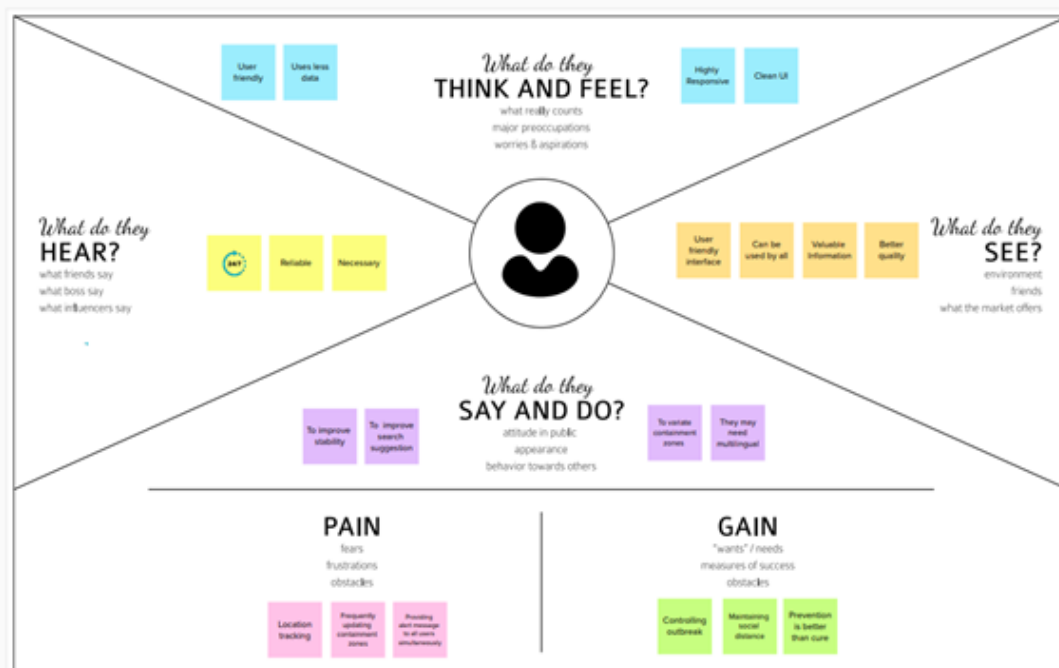 What do they
THINK AND FEEL?
what really counts
major preoccupations
worries & aspirations
User
friendly
Uses less
data
Highly
Responsive
Clean UI
What do they
HEAR?
what friends say
what boss say
what influencers say
24/7
Reliable
Necessary
User
friendly
interface
Can be
used by all
Valuable
Information
Better
quality
What do they
SEE?
environment
friends
what the market offers
What do they
SAY AND DO?
attitude in public
appearance
behavior towards others
To improve
stability
To improve
search
suggestion
To variate
containment
zones
They may
need
multilingual
PAIN
fears
frustrations
obstacles
Location
tracking
Frequently
updating
containment
zones
Providing
alert message
to all users
simultaneously
GAIN
"wants" / needs
measures of success
obstacles
Controlling
outbreak
Maintaining
social
distance
Prevention
is better
than cure